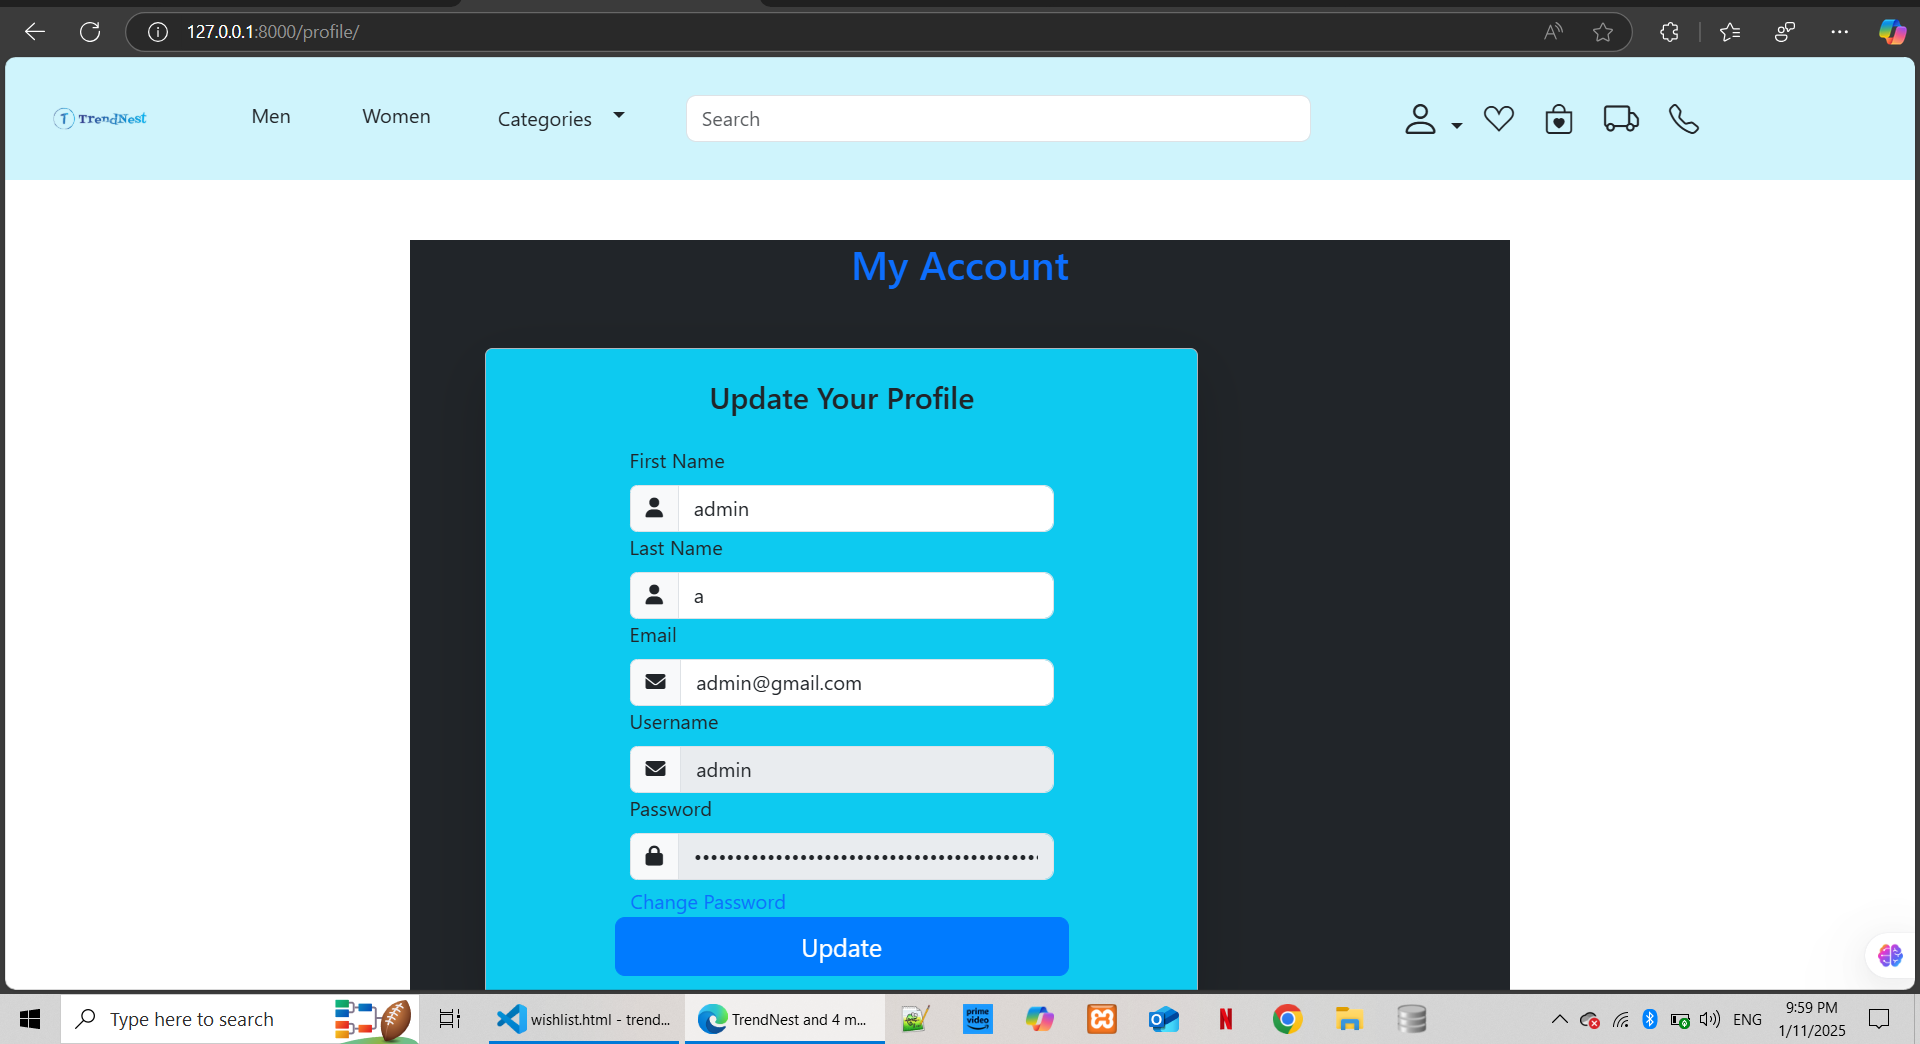 127.0.0.1:8000/profile/
TrendNest
Men
Women
Categories
Search
My Account
Update Your Profile
First Name
admin
Last Name
a
Email
admin@gmail.com
Username
admin
Password
••••••••••••••••••••••••••••••••••••••••••
Change Password
Update
Type here to search
wishlist.html - trend...
TrendNest and 4 m...
prime video
ENG
9:59 PM
1/11/2025